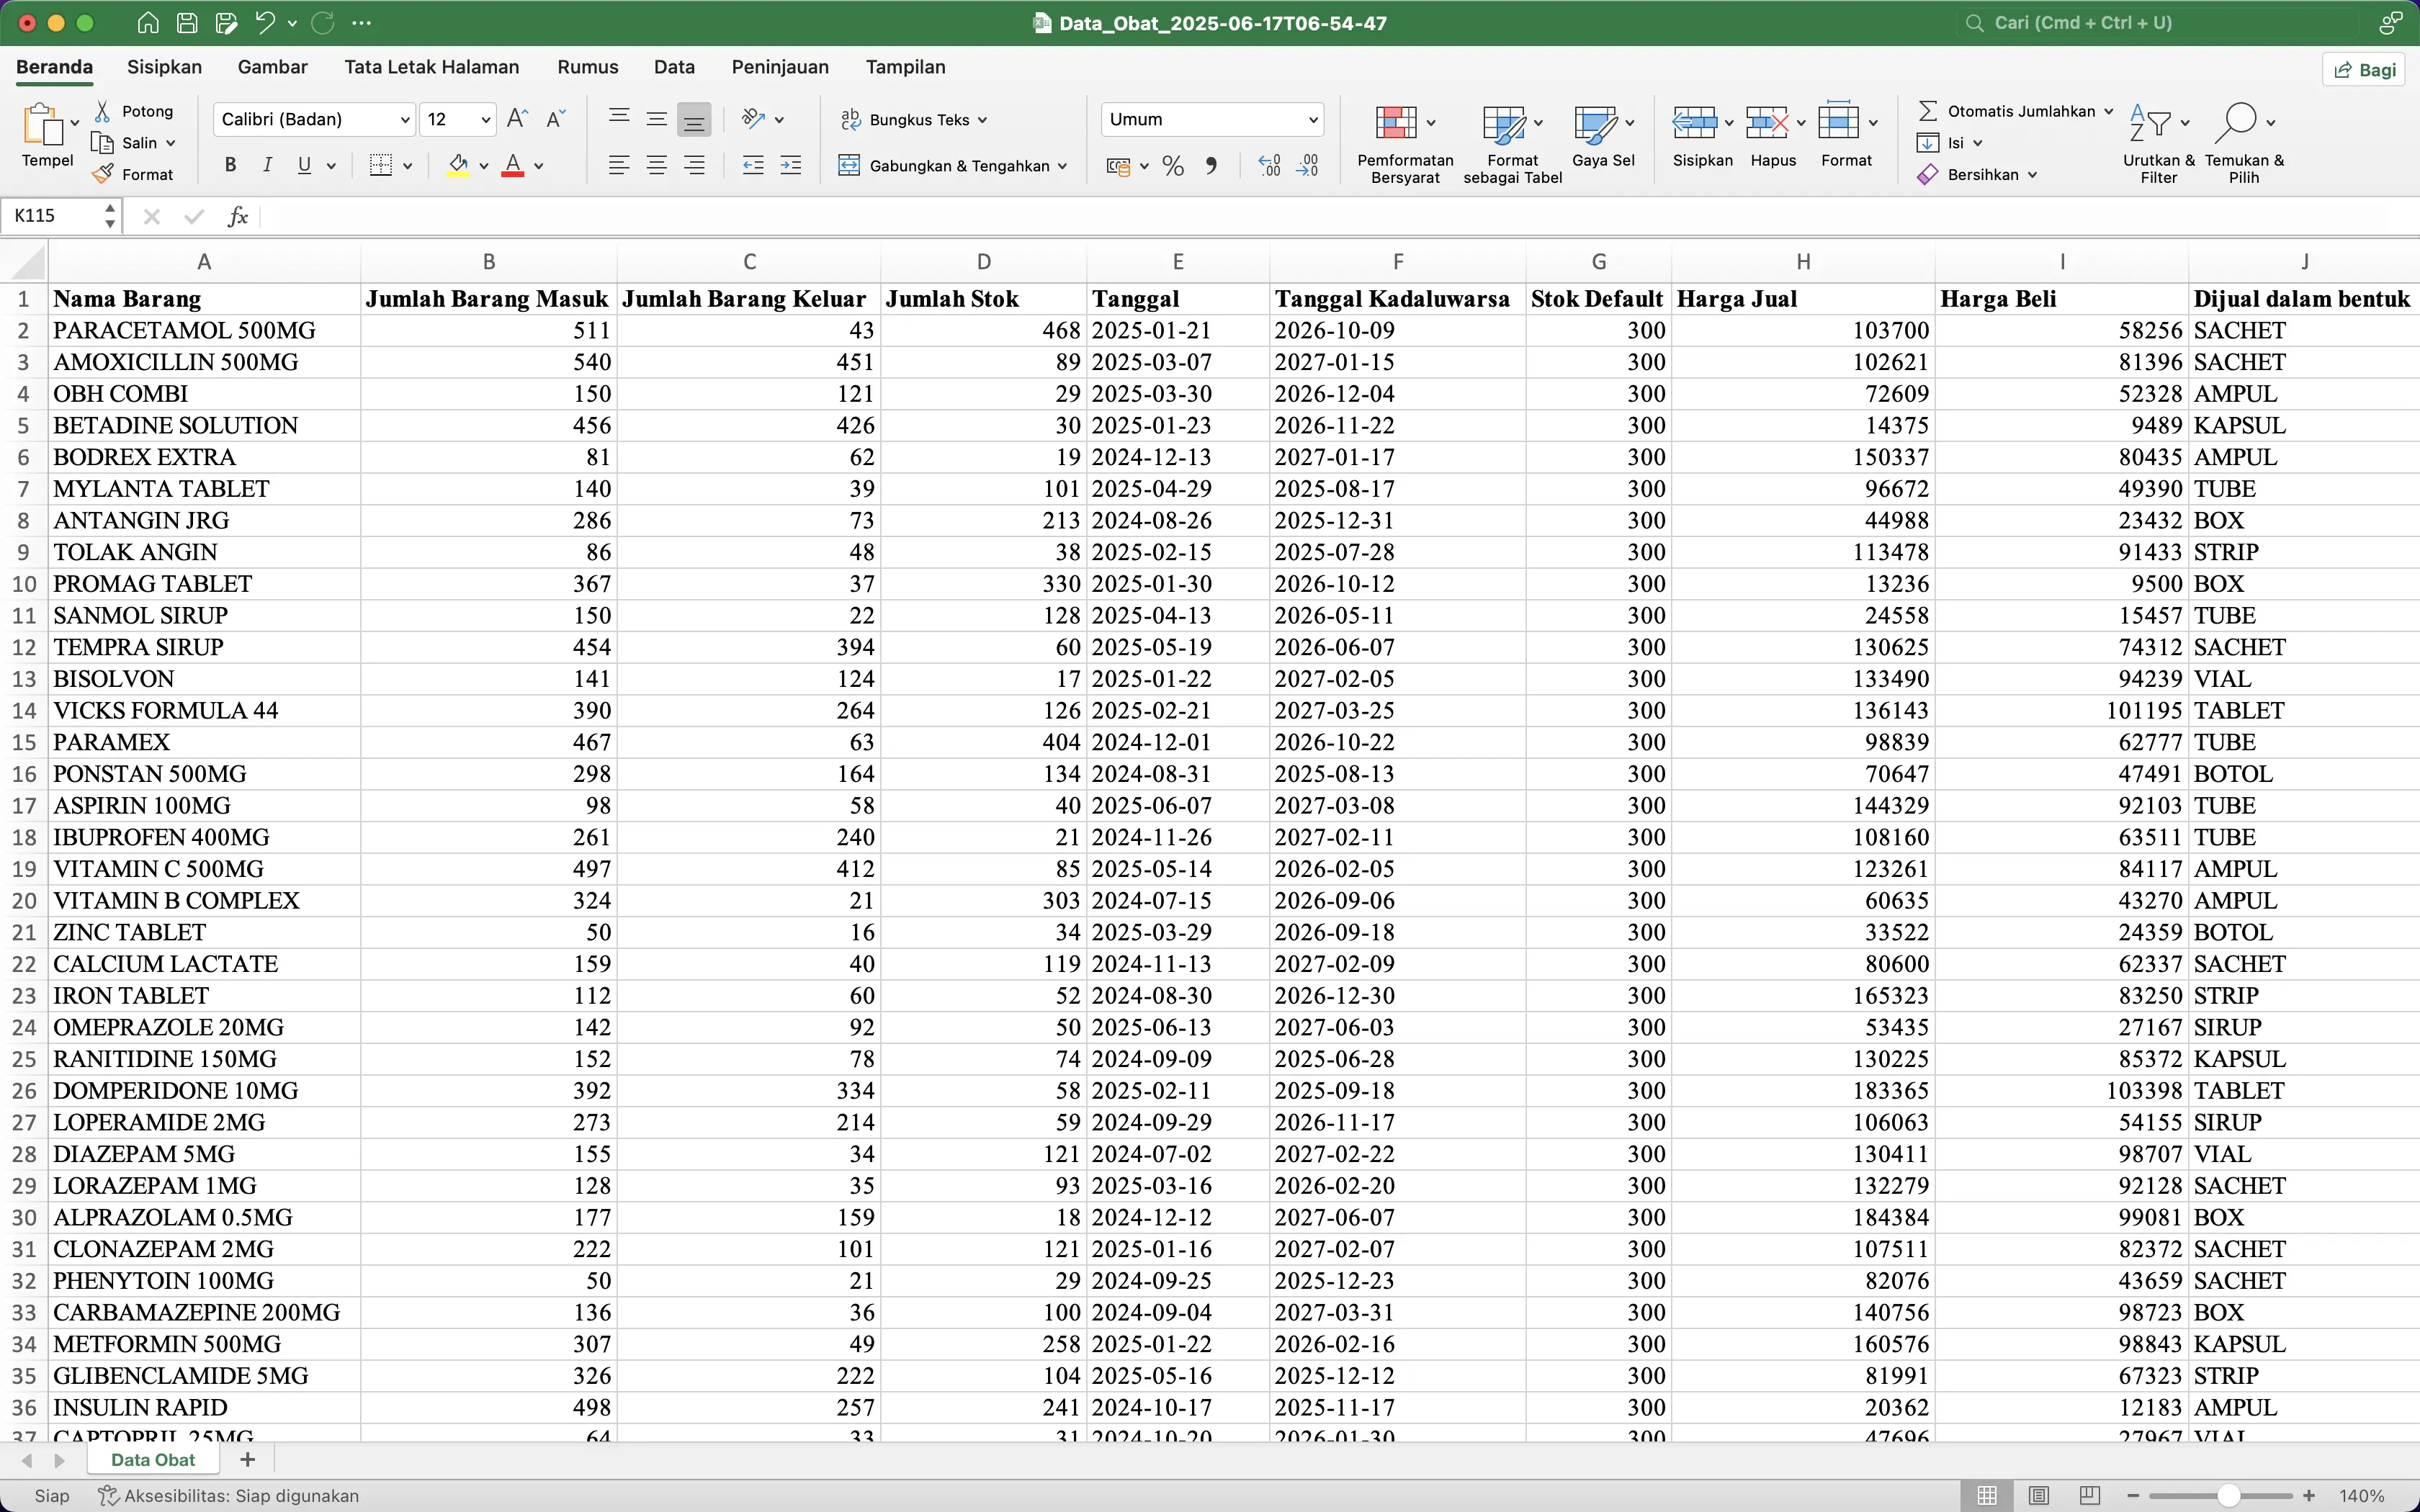 Data_Obat_2025-06-17T06-54-47
Cari (Cmd + Ctrl + U)
Beranda Sisipkan Gambar Tata Letak Halaman Rumus Data Peninjauan Tampilan Bagi
Tempel
Potong
Salin
Format
Calibri (Badan) 12
B I U
Bungkus Teks
Gabungkan & Tengahkan
Umum
Pemformatan Bersyarat
Format sebagai Tabel
Gaya Sel
Sisipkan
Hapus
Format
Otomatis Jumlahkan
Isi
Bersihkan
Urutkan & Filter
Temukan & Pilih
K115 fx
A B C D E F G H I J
1 Nama Barang Jumlah Barang Masuk Jumlah Barang Keluar Jumlah Stok Tanggal Tanggal Kadaluwarsa Stok Default Harga Jual Harga Beli Dijual dalam bentuk
2 PARACETAMOL 500MG 511 43 468 2025-01-21 2026-10-09 300 103700 58256 SACHET
3 AMOXICILLIN 500MG 540 451 89 2025-03-07 2027-01-15 300 102621 81396 SACHET
4 OBH COMBI 150 121 29 2025-03-30 2026-12-04 300 72609 52328 AMPUL
5 BETADINE SOLUTION 456 426 30 2025-01-23 2026-11-22 300 14375 9489 KAPSUL
6 BODREX EXTRA 81 62 19 2024-12-13 2027-01-17 300 150337 80435 AMPUL
7 MYLANTA TABLET 140 39 101 2025-04-29 2025-08-17 300 96672 49390 TUBE
8 ANTANGIN JRG 286 73 213 2024-08-26 2025-12-31 300 44988 23432 BOX
9 TOLAK ANGIN 86 48 38 2025-02-15 2025-07-28 300 113478 91433 STRIP
10 PROMAG TABLET 367 37 330 2025-01-30 2026-10-12 300 13236 9500 BOX
11 SANMOL SIRUP 150 22 128 2025-04-13 2026-05-11 300 24558 15457 TUBE
12 TEMPRA SIRUP 454 394 60 2025-05-19 2026-06-07 300 130625 74312 SACHET
13 BISOLVON 141 124 17 2025-01-22 2027-02-05 300 133490 94239 VIAL
14 VICKS FORMULA 44 390 264 126 2025-02-21 2027-03-25 300 136143 101195 TABLET
15 PARAMEX 467 63 404 2024-12-01 2026-10-22 300 98839 62777 TUBE
16 PONSTAN 500MG 298 164 134 2024-08-31 2025-08-13 300 70647 47491 BOTOL
17 ASPIRIN 100MG 98 58 40 2025-06-07 2027-03-08 300 144329 92103 TUBE
18 IBUPROFEN 400MG 261 240 21 2024-11-26 2027-02-11 300 108160 63511 TUBE
19 VITAMIN C 500MG 497 412 85 2025-05-14 2026-02-05 300 123261 84117 AMPUL
20 VITAMIN B COMPLEX 324 21 303 2024-07-15 2026-09-06 300 60635 43270 AMPUL
21 ZINC TABLET 50 16 34 2025-03-29 2026-09-18 300 33522 24359 BOTOL
22 CALCIUM LACTATE 159 40 119 2024-11-13 2027-02-09 300 80600 62337 SACHET
23 IRON TABLET 112 60 52 2024-08-30 2026-12-30 300 165323 83250 STRIP
24 OMEPRAZOLE 20MG 142 92 50 2025-06-13 2027-06-03 300 53435 27167 SIRUP
25 RANITIDINE 150MG 152 78 74 2024-09-09 2025-06-28 300 130225 85372 KAPSUL
26 DOMPERIDONE 10MG 392 334 58 2025-02-11 2025-09-18 300 183365 103398 TABLET
27 LOPERAMIDE 2MG 273 214 59 2024-09-29 2026-11-17 300 106063 54155 SIRUP
28 DIAZEPAM 5MG 155 34 121 2024-07-02 2027-02-22 300 130411 98707 VIAL
29 LORAZEPAM 1MG 128 35 93 2025-03-16 2026-02-20 300 132279 92128 SACHET
30 ALPRAZOLAM 0.5MG 177 159 18 2024-12-12 2027-06-07 300 184384 99081 BOX
31 CLONAZEPAM 2MG 222 101 121 2025-01-16 2027-02-07 300 107511 82372 SACHET
32 PHENYTOIN 100MG 50 21 29 2024-09-25 2025-12-23 300 82076 43659 SACHET
33 CARBAMAZEPINE 200MG 136 36 100 2024-09-04 2027-03-31 300 140756 98723 BOX
34 METFORMIN 500MG 307 49 258 2025-01-22 2026-02-16 300 160576 98843 KAPSUL
35 GLIBENCLAMIDE 5MG 326 222 104 2025-05-16 2025-12-12 300 81991 67323 STRIP
36 INSULIN RAPID 498 257 241 2024-10-17 2025-11-17 300 20362 12183 AMPUL
37 CAPTOPRIL 25MG 64 33 31 2024-10-20 2026-01-30 300 47696 27967 VIAL
Data Obat
Siap Aksesibilitas: Siap digunakan 140%